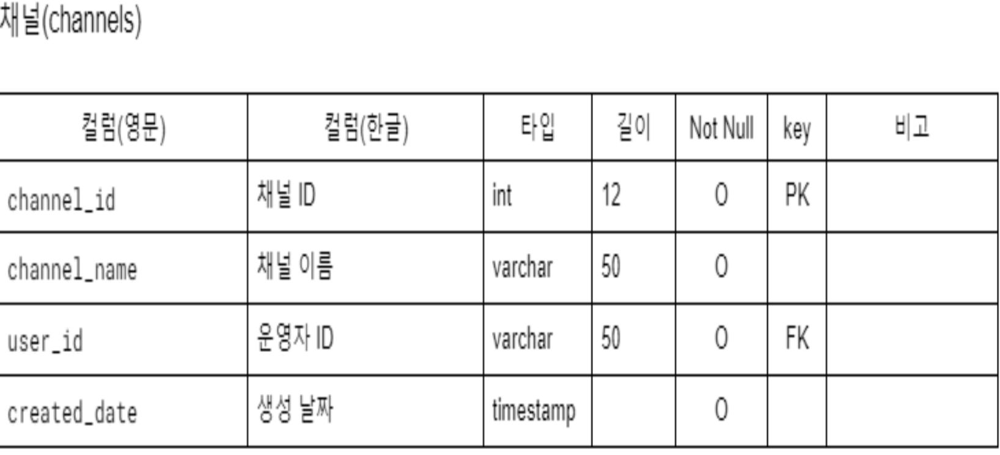 채널(channels)
컬럼(영문) 컬럼(한글) 타입 길이 Not Null key 비고
channel_id 채널 ID int 12 O PK
channel_name 채널 이름 varchar 50 O
user_id 운영자 ID varchar 50 O FK
created_date 생성 날짜 timestamp O